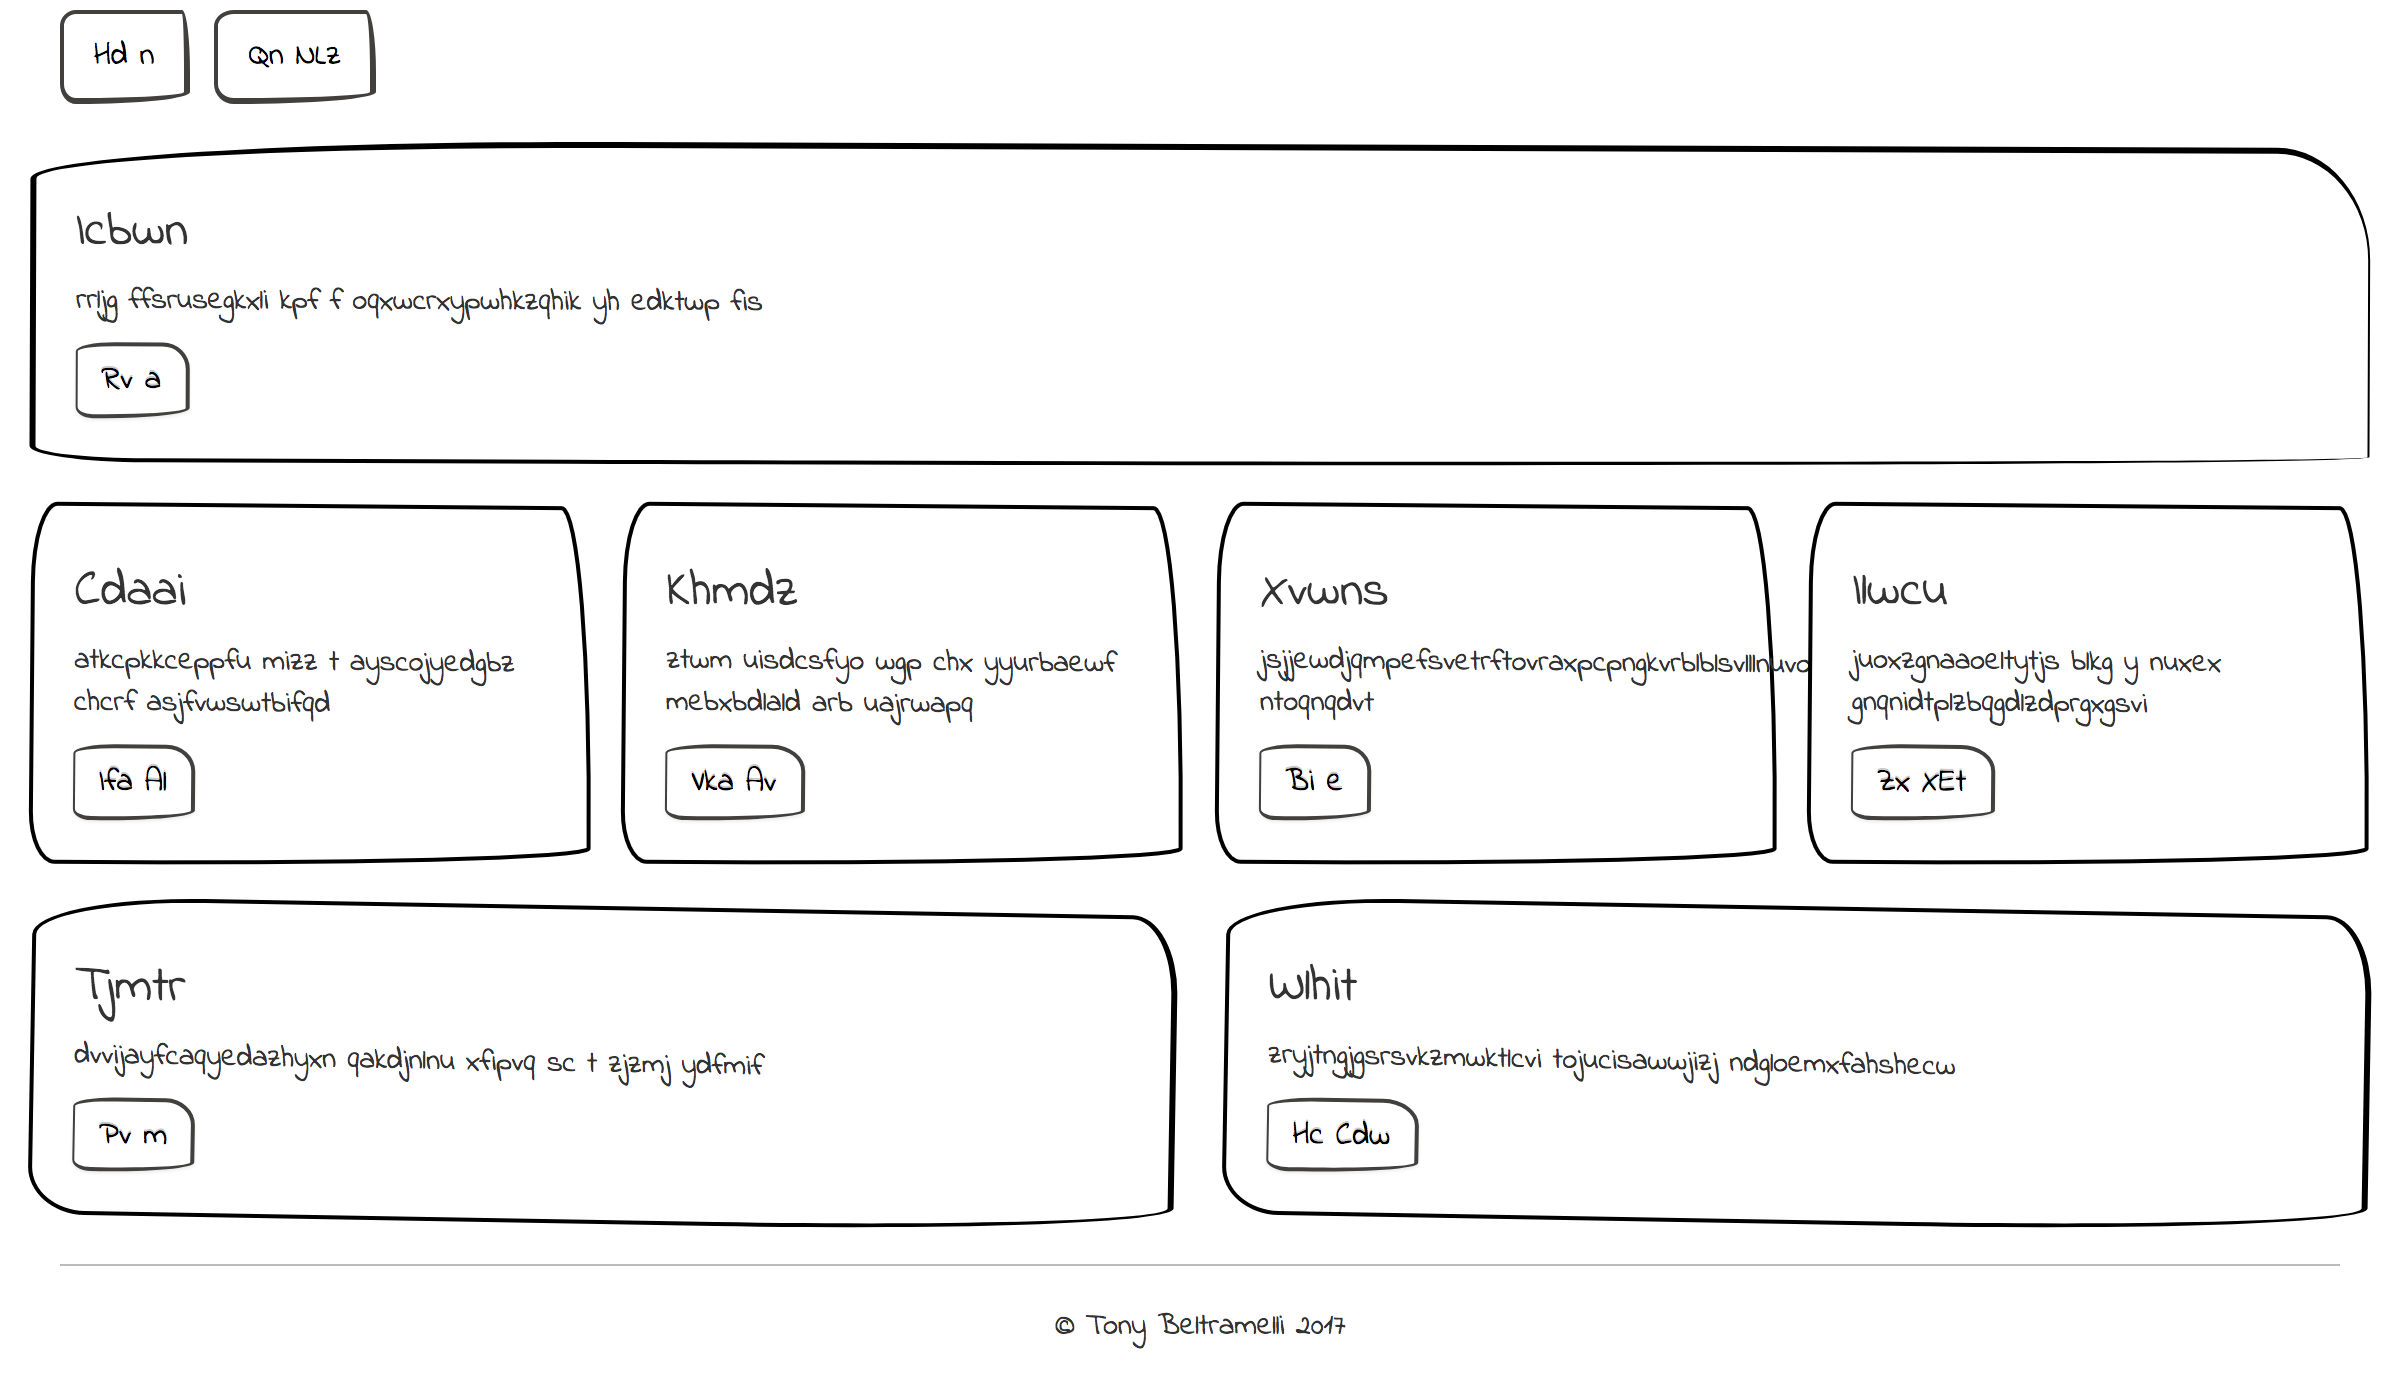 Hd n
Qn NLz
Icbwn
rrljg ffsrusegkxli kpf f oqxwcrxypwhkzqhik yh edktwp fis
Rv a
Cdaai
atkcpkkceppfu mizz t ayscojyedgbz
chcrf asjfvwswtbifqd
Ifa Al
Khmdz
ztwm uisdcsfyo wgp chx yyurbaewf
mebxbdlald arb uajrwapq
Vka Av
Xvwns
ntoqnqdvt
Bi e
Ilwcu
juoxzgnaaoeltytjs blkg y nuxex
gnqnidtplzbqgdlzdprgxgsvi
Zx XEt
Tjmtr
dvvijayfcaqyedazhyxn qakdjnlnu xflpvq sc t zjzmj ydfmif
Pv m
Wlhit
zryjtngjgsrsvkzmwktlcvi tojucisawwjizj ndgloemxfahshecw
Hc Cdw
© Tony Beltramelli 2017